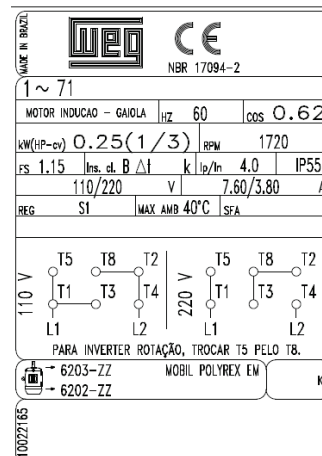 MADE IN BRAZIL
WEG CE
NBR 17094-2
1~ 71
MOTOR INDUCAO - GAIOLA HZ 60 COS 0.62
kW(HP-cv) 0.25(1/3) RPM 1720
FS 1.15 Ins. cl. B Δt k Ip/In 4.0 IP55
110/220 V 7.60/3.80 A
REG S1 MAX AMB 40°C SFA
T5 T8 T2 T5 T8 T2
110 V T1 T3 T4 220 V T1 T3 T4
L1 L2 L1 L2
PARA INVERTER ROTAÇÃO, TROCAR T5 PELO T8.
→ 6203-ZZ MOBIL POLYREX EM
→ 6202-ZZ K
10022165